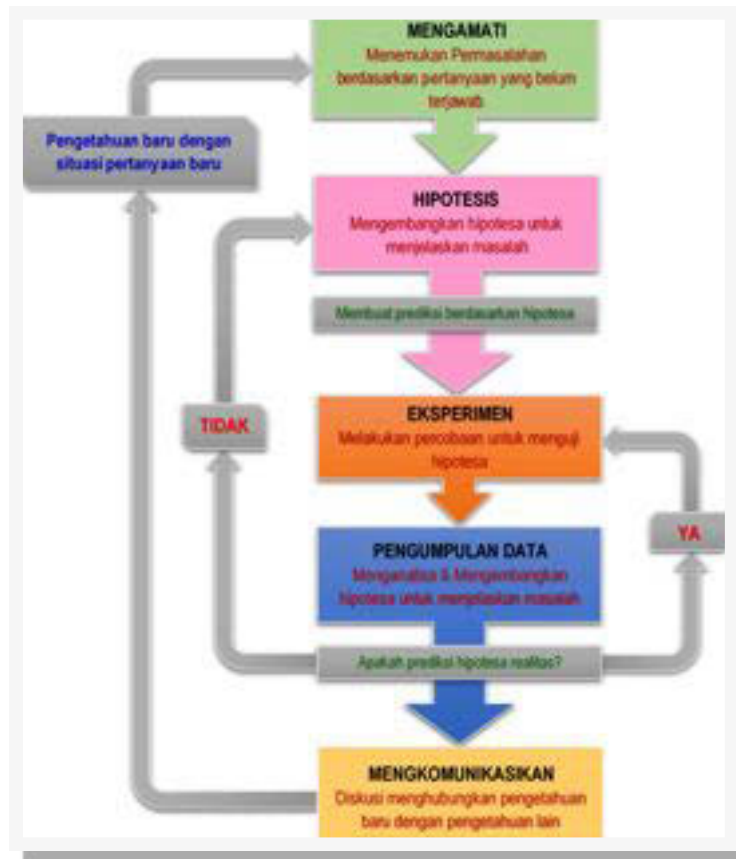 MENGAMATI
Menemukan Permasalahan
berdasarkan pertanyaan yang belum
terjawab
Pengetahuan baru dengan
situasi pertanyaan baru
HIPOTESIS
Mengembangkan hipotesa untuk
menjelaskan masalah
Membuat prediksi berdasarkan hipotesa
TIDAK
EKSPERIMEN
Melakukan percobaan untuk menguji
hipotesa
YA
PENGUMPULAN DATA
Menganalisa & Mengembangkan
hipotesa untuk menjelaskan masalah
Apakah prediksi hipotesa realitas?
MENGKOMUNIKASIKAN
Diskusi menghubungkan pengetahuan
baru dengan pengetahuan lain